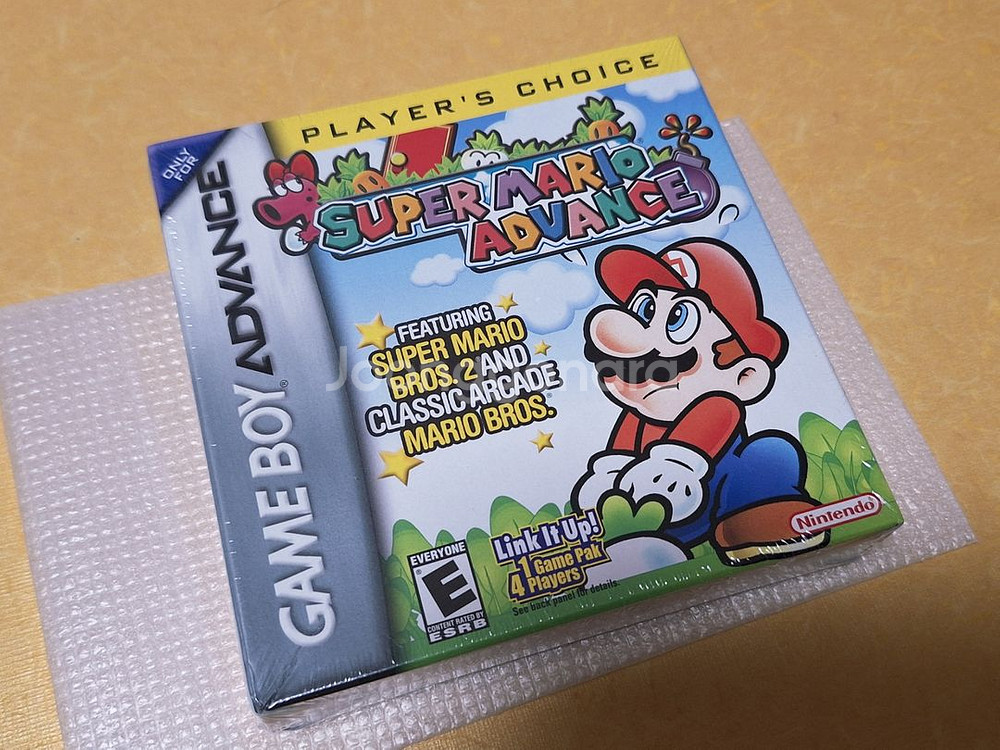 PLAYER'S CHOICE
ONLY
FOR
GAME BOY ADVANCE
SUPER MARIO
ADVANCE
FEATURING
SUPER MARIO
BROS. 2 AND
CLASSIC ARCADE
MARIO BROS.
EVERYONE
E
CONTENT RATED BY
ESRB
Link It Up!
1 Game Pak
4 Players
See back panel for details.
Nintendo